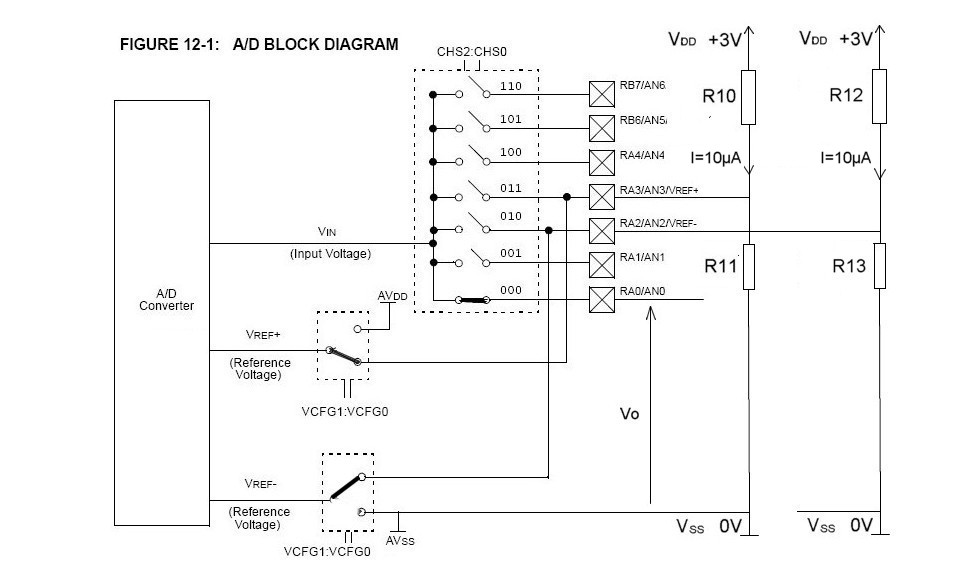 FIGURE 12-1: A/D BLOCK DIAGRAM
VDD +3V
VDD +3V
CHS2:CHS0
110
RB7/AN6
R10
R12
101
RB6/AN5/
100
RA4/AN4
I=10µA
I=10µA
011
RA3/AN3/VREF+
010
RA2/AN2/VREF-
VIN
(Input Voltage)
001
RA1/AN1
R11
R13
000
RA0/AN0
A/D
Converter
AVDD
VREF+
(Reference
Voltage)
VCFG1:VCFG0
Vo
VREF-
(Reference
Voltage)
AVSS
VCFG1:VCFG0
VSS 0V
VSS 0V